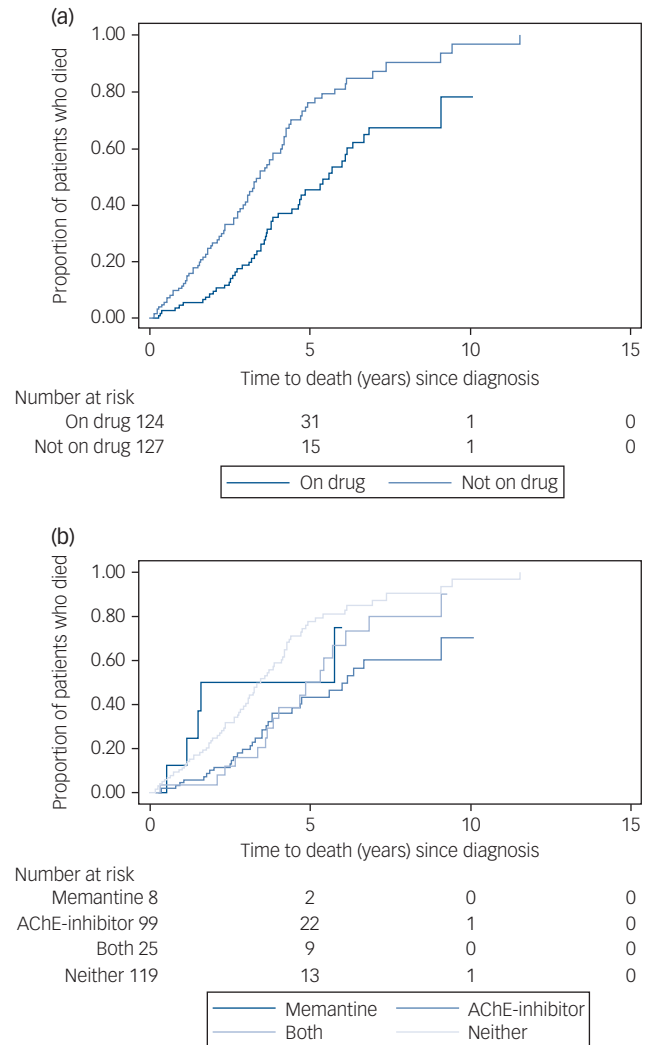 (a)
Proportion of patients who died
1.00
0.80
0.60
0.40
0.20
0.00
0 5 10 15
Time to death (years) since diagnosis
Number at risk
On drug 124 31 1 0
Not on drug 127 15 1 0
On drug Not on drug
(b)
Proportion of patients who died
1.00
0.80
0.60
0.40
0.20
0.00
0 5 10 15
Time to death (years) since diagnosis
Number at risk
Memantine 8 2 0 0
AChE-inhibitor 99 22 1 0
Both 25 9 0 0
Neither 119 13 1 0
Memantine AChE-inhibitor
Both Neither